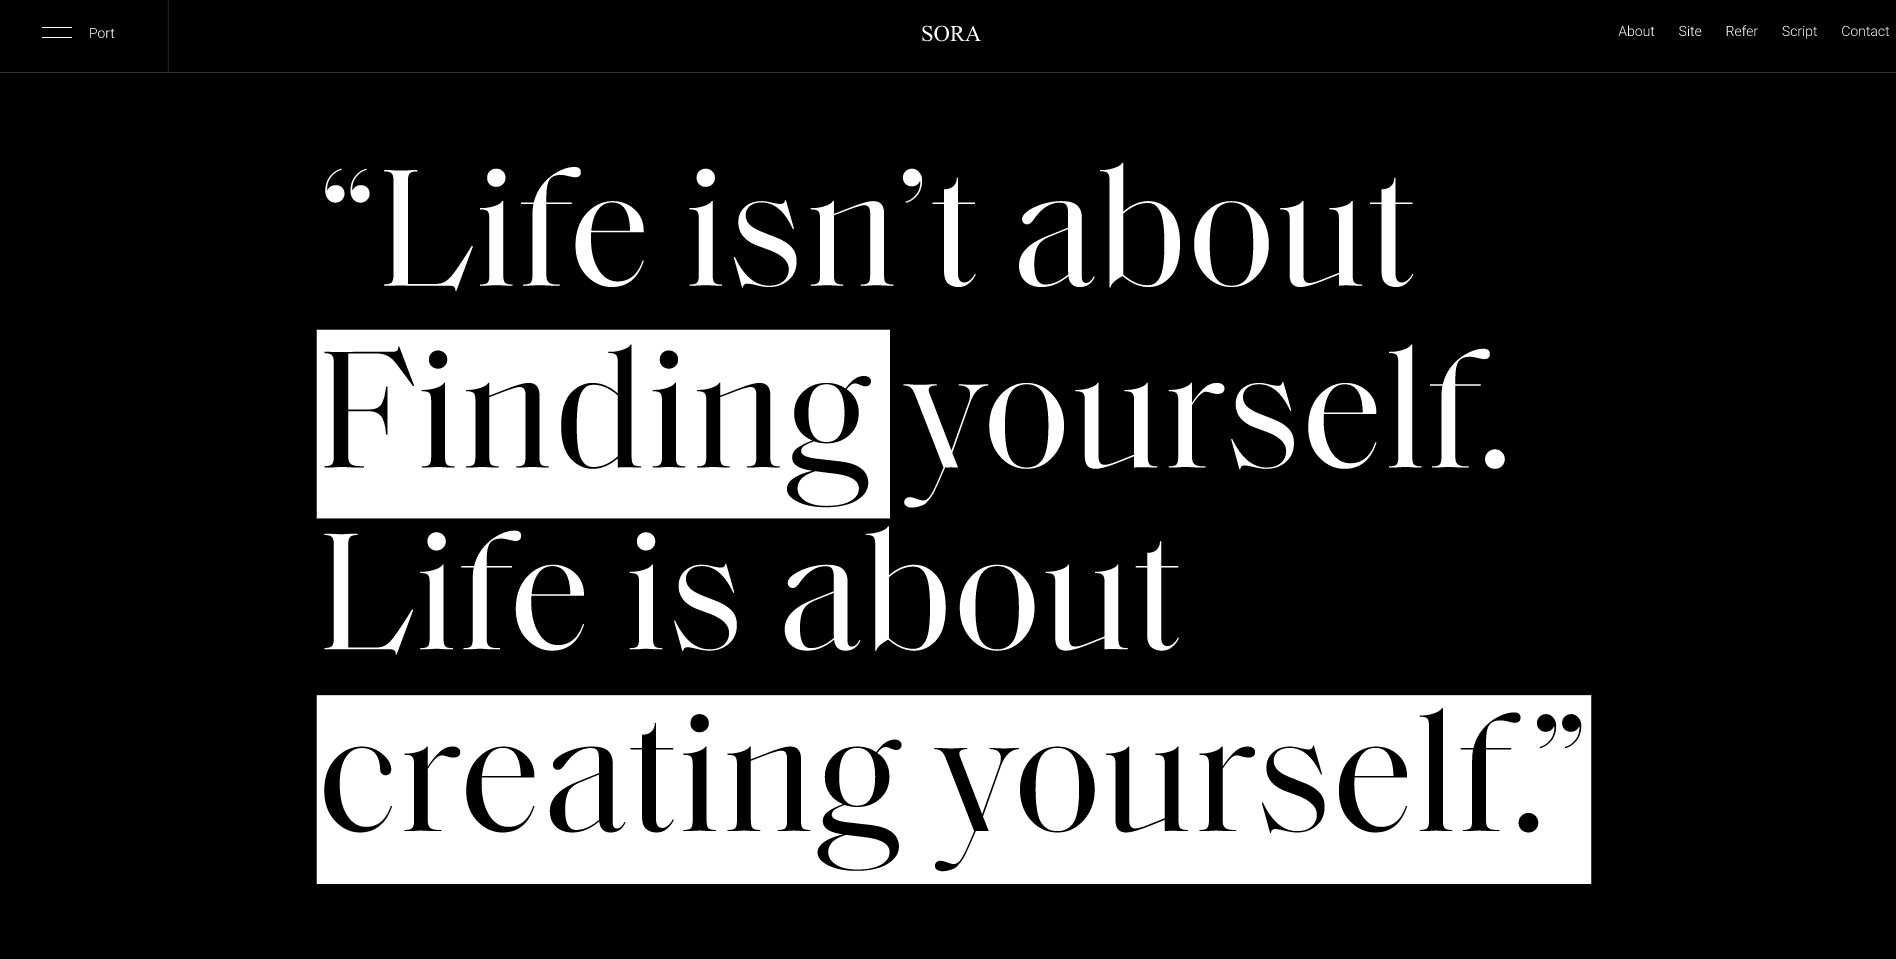 Port
SORA
About Site Refer Script Contact
“Life isn’t about
Finding yourself.
Life is about
creating yourself.”